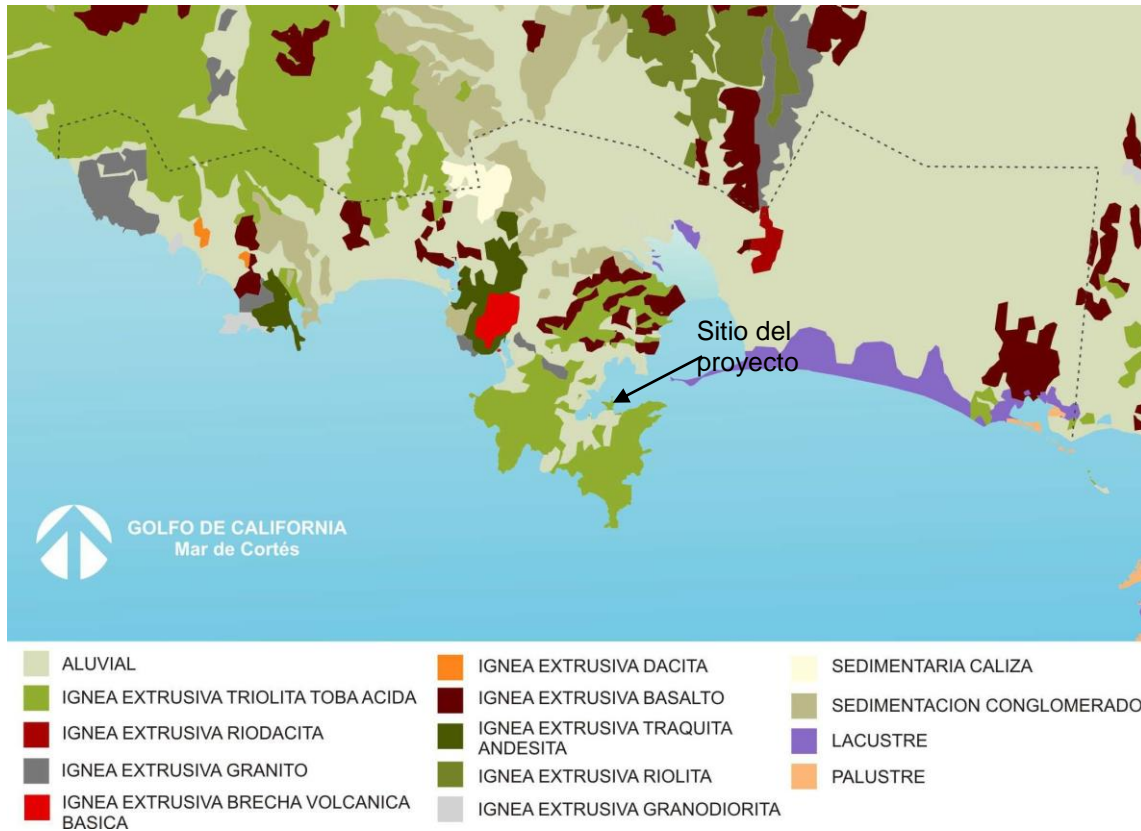 Sitio del
proyecto
GOLFO DE CALIFORNIA
Mar de Cortés
ALUVIAL
IGNEA EXTRUSIVA TRIOLITA TOBA ACIDA
IGNEA EXTRUSIVA RIODACITA
IGNEA EXTRUSIVA GRANITO
IGNEA EXTRUSIVA BRECHA VOLCANICA
BASICA
IGNEA EXTRUSIVA DACITA
IGNEA EXTRUSIVA BASALTO
IGNEA EXTRUSIVA TRAQUITA
ANDESITA
IGNEA EXTRUSIVA RIOLITA
IGNEA EXTRUSIVA GRANODIORITA
SEDIMENTARIA CALIZA
SEDIMENTACION CONGLOMERADO
LACUSTRE
PALUSTRE